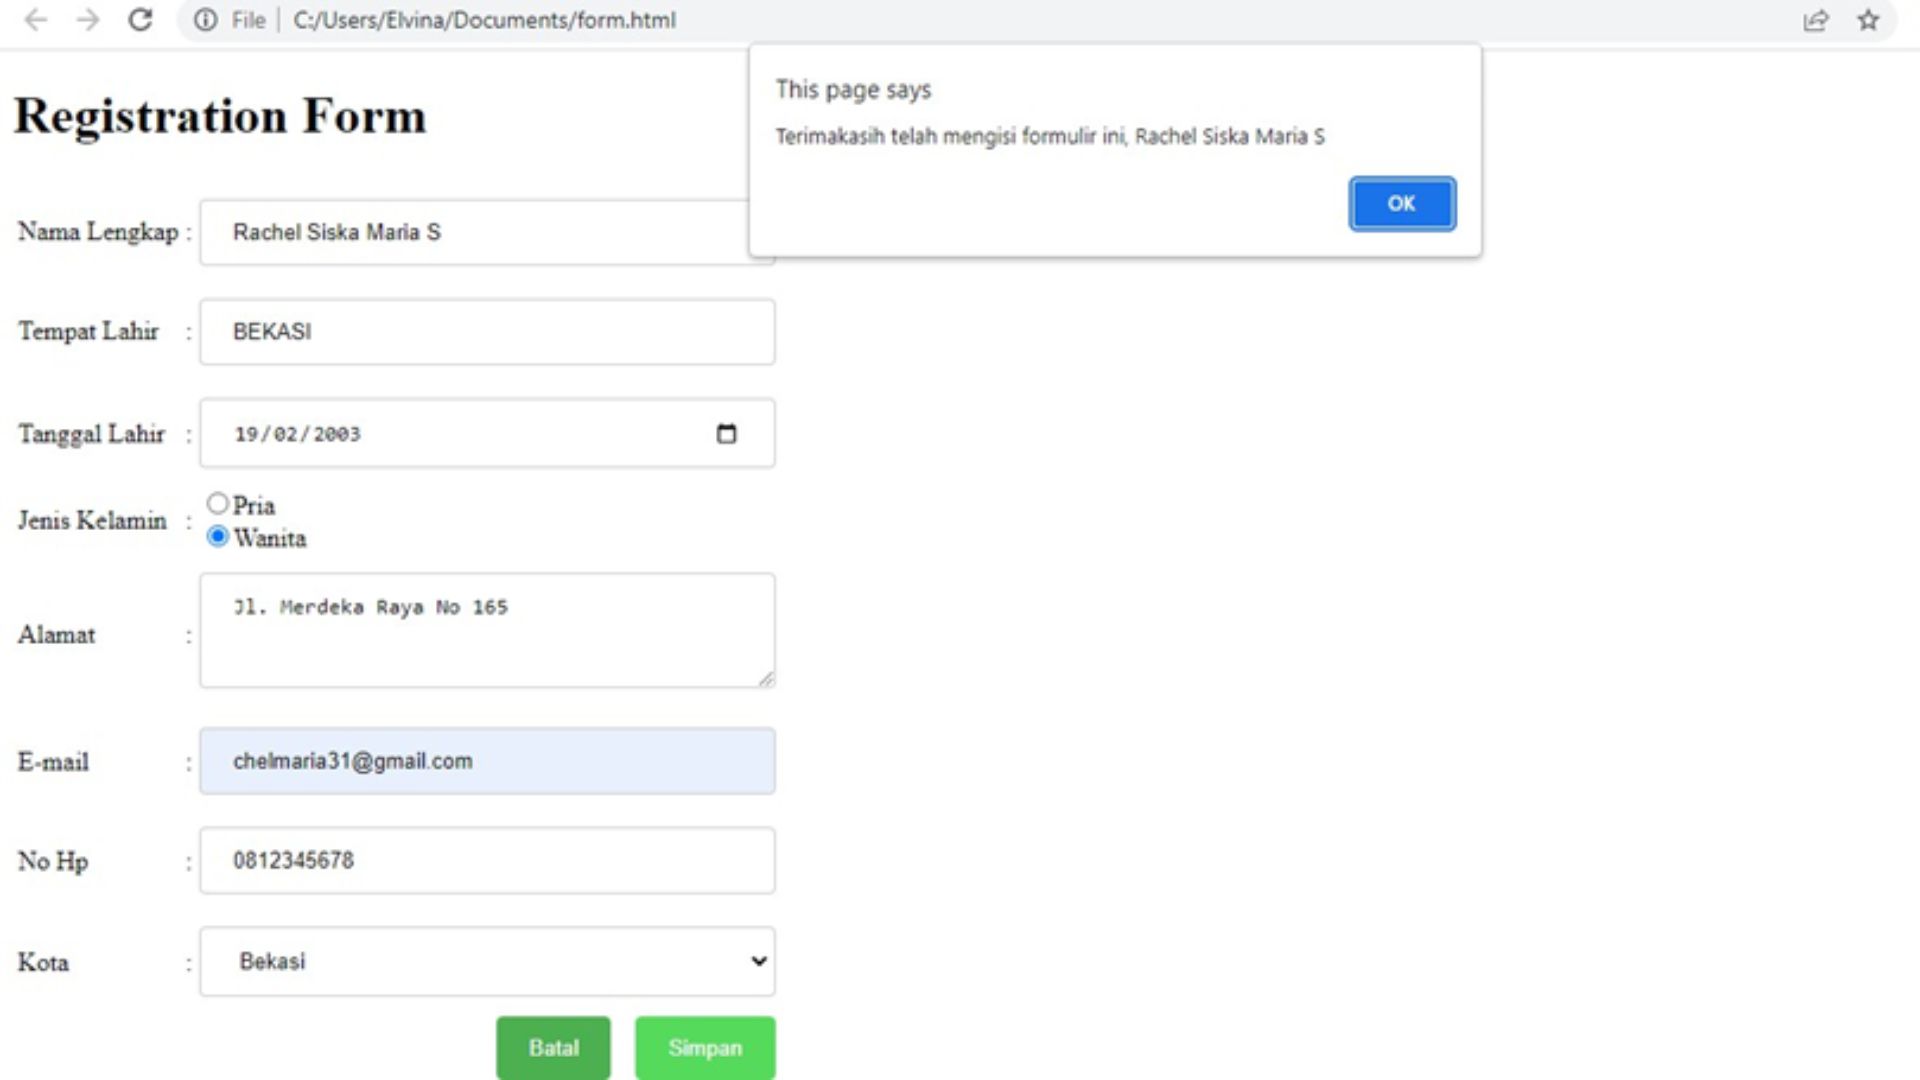 File | C:/Users/Elvina/Documents/form.html
This page says
Terimakasih telah mengisi formulir ini, Rachel Siska Maria S
OK
Registration Form
Nama Lengkap : Rachel Siska Maria S
Tempat Lahir : BEKASI
Tanggal Lahir : 19/02/2003
Jenis Kelamin : Pria
Wanita
Alamat : Jl. Merdeka Raya No 165
E-mail : chelmaria31@gmail.com
No Hp : 0812345678
Kota : Bekasi
Batal Simpan